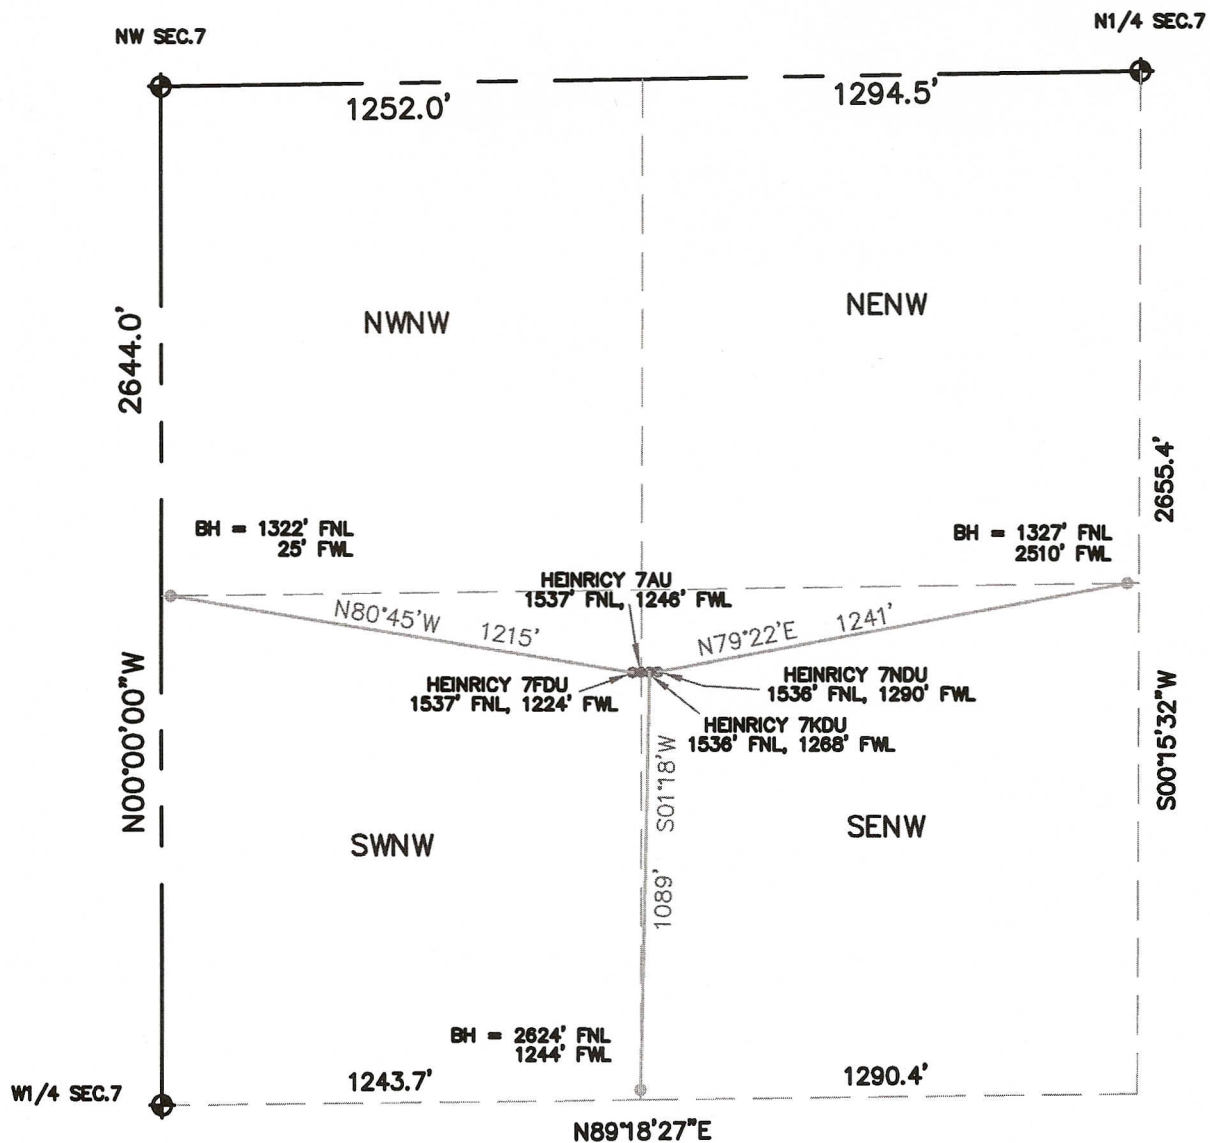 NW SEC.7
N1/4 SEC.7
1252.0'
1294.5'
NWNW
NENW
2644.0'
2655.4'
BH = 1322' FNL
25' FWL
BH = 1327' FNL
2510' FWL
HEINRICY 7AU
1537' FNL, 1246' FWL
N80°45'W 1215'
N79°22'E 1241'
HEINRICY 7FDU
1537' FNL, 1224' FWL
HEINRICY 7NDU
1536' FNL, 1290' FWL
HEINRICY 7KDU
1536' FNL, 1268' FWL
N00°00'00"W
S00°15'32"W
S01°18'W
1089'
SWNW
SENW
BH = 2624' FNL
1244' FWL
1243.7'
1290.4'
W1/4 SEC.7
N89°18'27"E